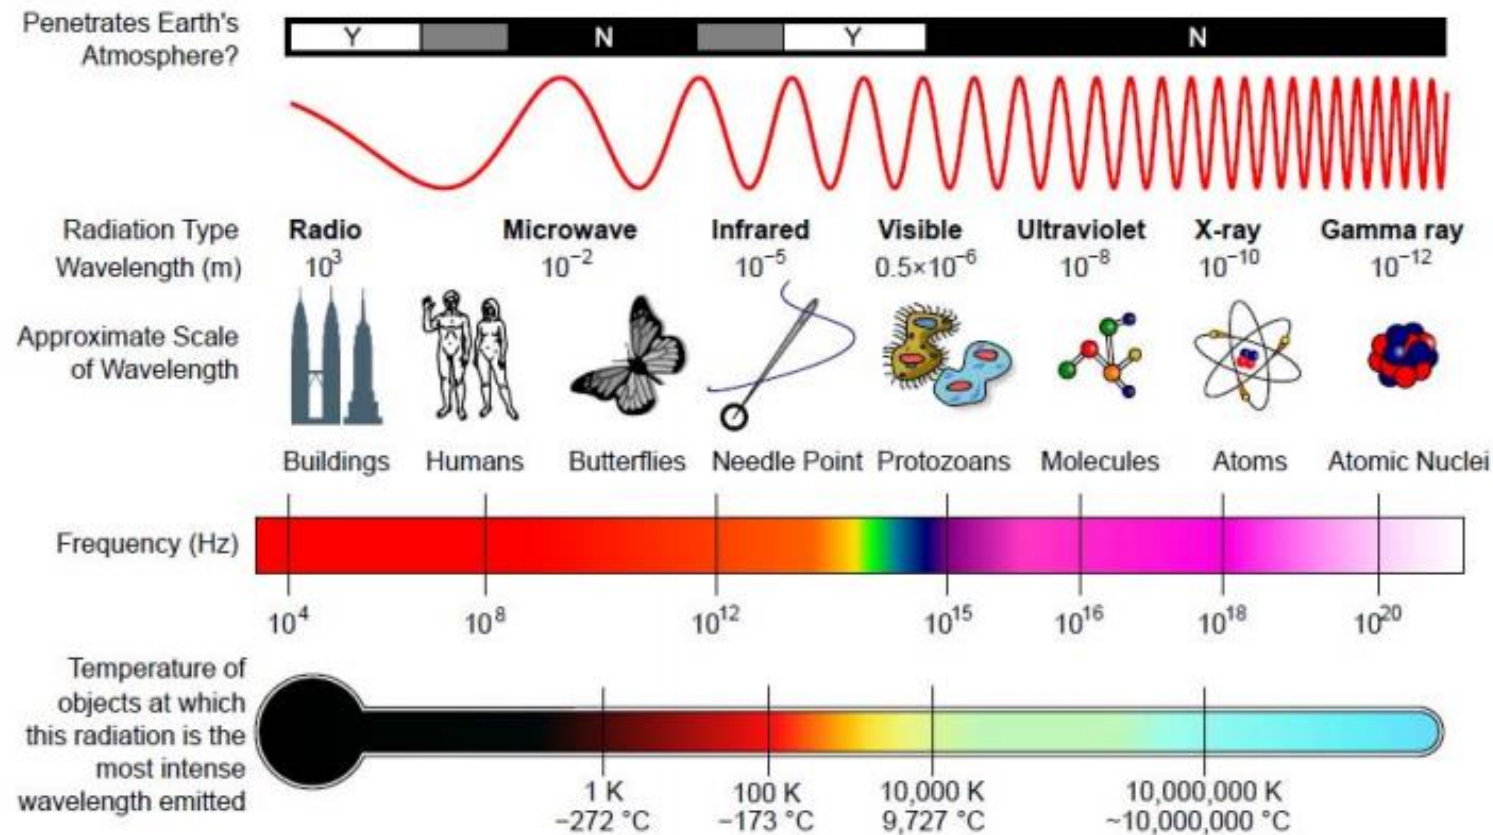 Penetrates Earth's
Atmosphere?
Y N Y N
Radiation Type
Radio Microwave Infrared Visible Ultraviolet X-ray Gamma ray
Wavelength (m)
10³ 10⁻² 10⁻⁵ 0.5×10⁻⁶ 10⁻⁸ 10⁻¹⁰ 10⁻¹²
Approximate Scale
of Wavelength
Buildings Humans Butterflies Needle Point Protozoans Molecules Atoms Atomic Nuclei
Frequency (Hz)
10⁴ 10⁸ 10¹² 10¹⁵ 10¹⁶ 10¹⁸ 10²⁰
Temperature of
objects at which
this radiation is the
most intense
wavelength emitted
1 K 100 K 10,000 K 10,000,000 K
−272 °C −173 °C 9,727 °C ~10,000,000 °C